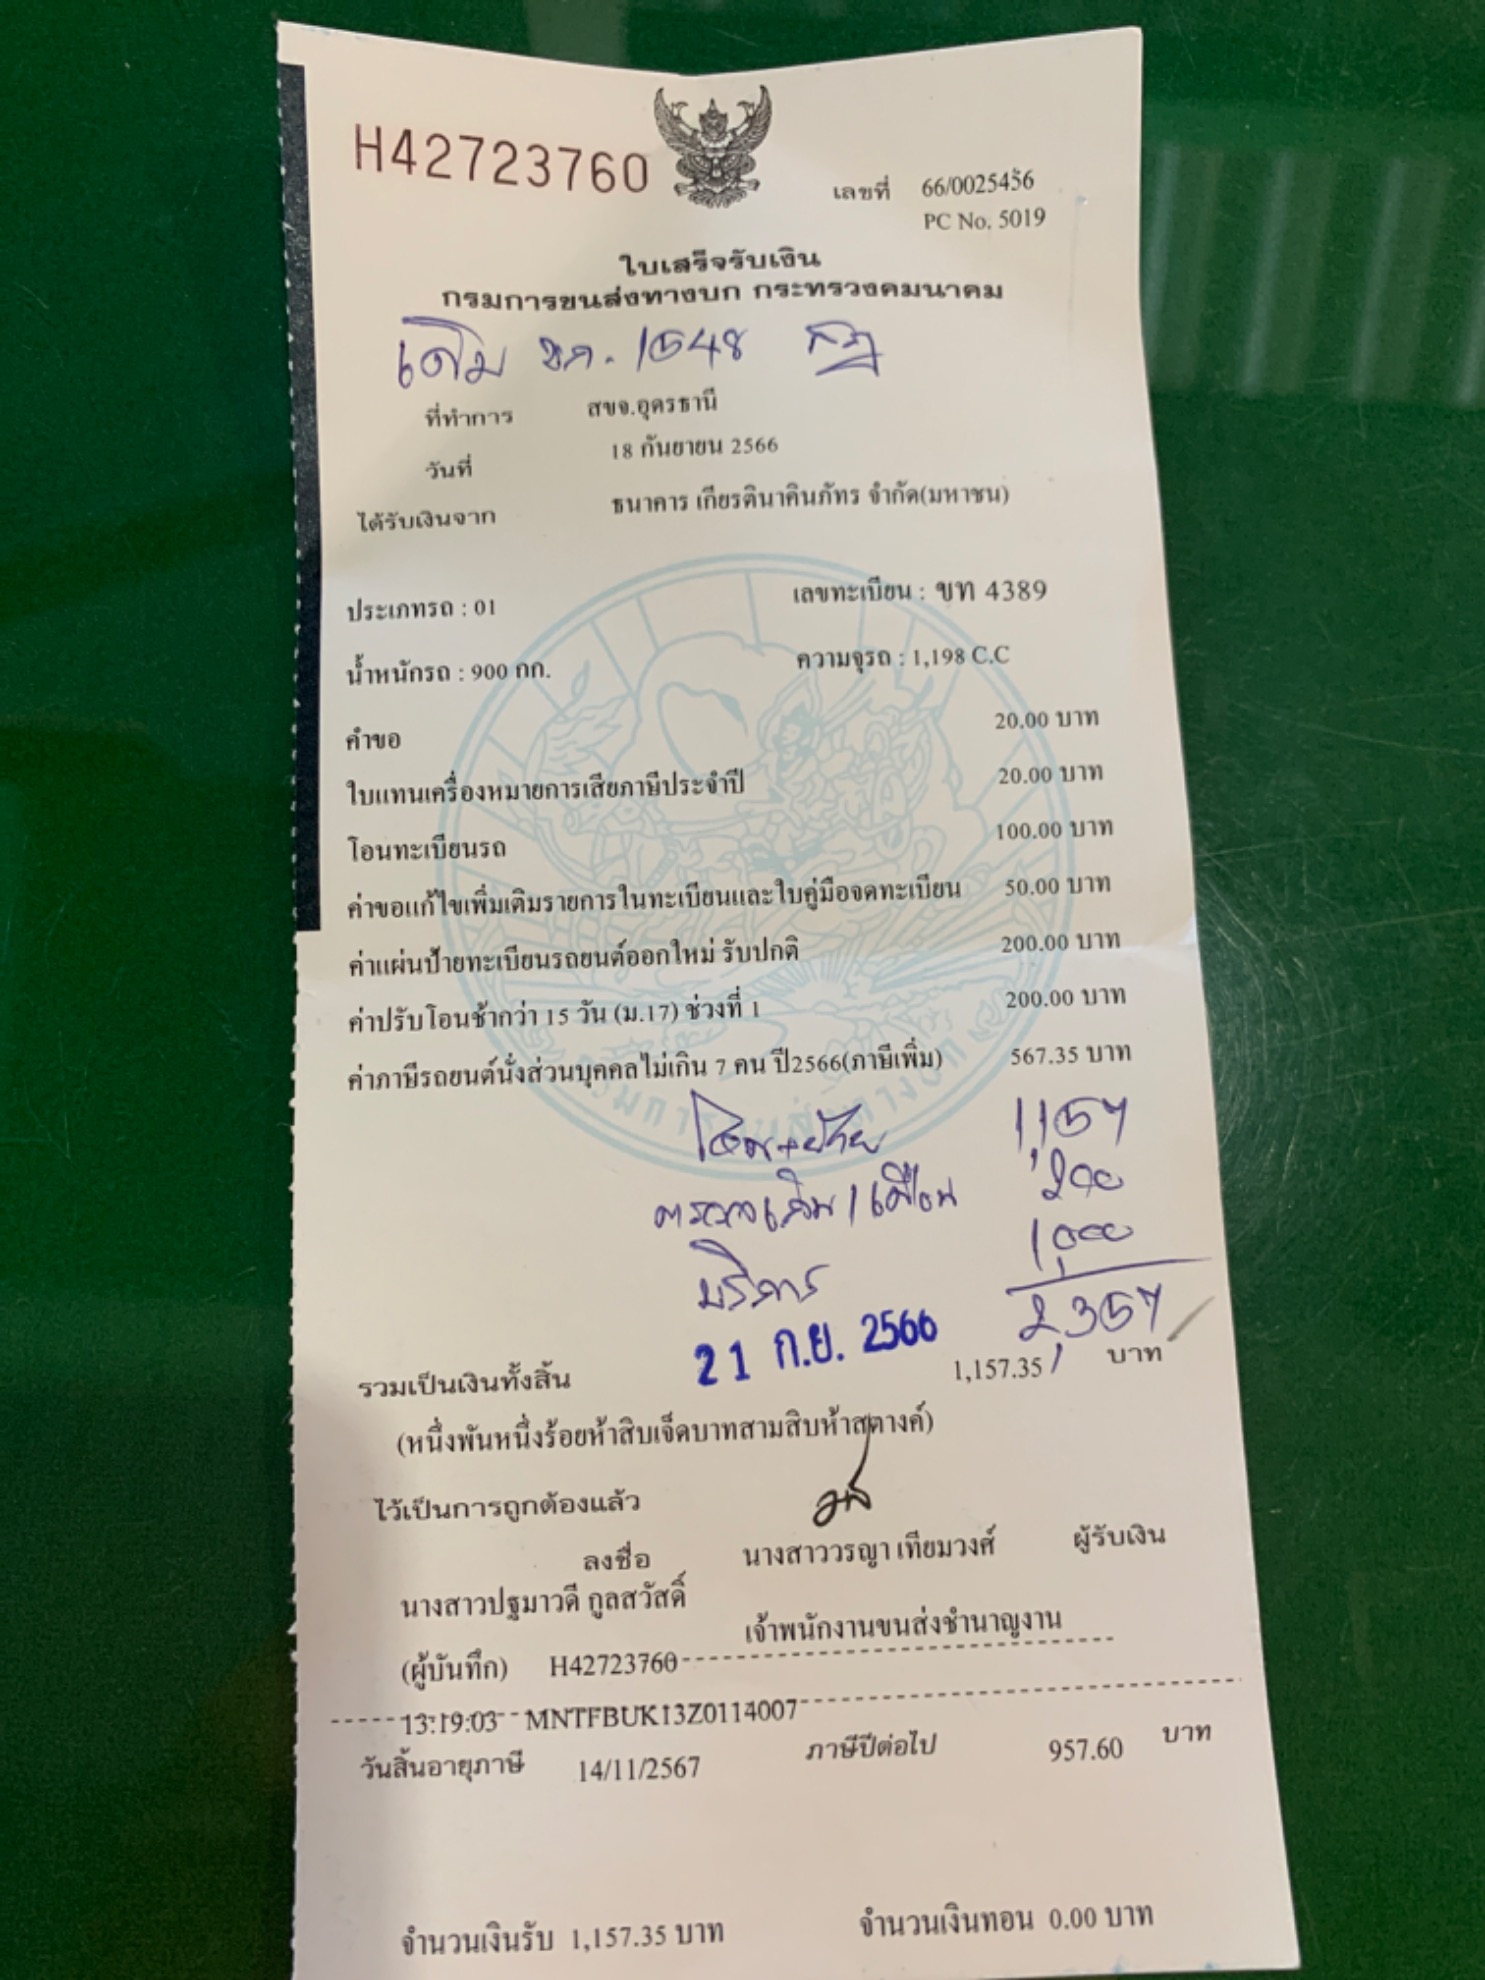 H42723760
เลขที่ 66/0025456
PC No. 5019
ใบเสร็จรับเงิน
กรมการขนส่งทางบก กระทรวงคมนาคม
เดิม ขก. 1548
ที่ทำการ สขจ.อุดรธานี
วันที่ 18 กันยายน 2566
ได้รับเงินจาก ธนาคาร เกียรตินาคินภัทร จำกัด(มหาชน)
ประเภทรถ : 01 เลขทะเบียน : ขท 4389
น้ำหนักรถ : 900 กก. ความจุรถ : 1,198 C.C
คำขอ 20.00 บาท
ใบแทนเครื่องหมายการเสียภาษีประจำปี 20.00 บาท
โอนทะเบียนรถ 100.00 บาท
ค่าขอแก้ไขเพิ่มเติมรายการในทะเบียนและใบคู่มือจดทะเบียน 50.00 บาท
ค่าแผ่นป้ายทะเบียนรถยนต์ออกใหม่ รับปกติ 200.00 บาท
ค่าปรับโอนช้ากว่า 15 วัน (ม.17) ช่วงที่ 1 200.00 บาท
ค่าภาษีรถยนต์นั่งส่วนบุคคลไม่เกิน 7 คน ปี2566(ภาษีเพิ่ม) 567.35 บาท
โอน+ย้าย 1,157
ตรวจเดิม/เพื่อน 200
บริการ 1,000
2,357
21 ก.ย. 2566
รวมเป็นเงินทั้งสิ้น 1,157.35 บาท
(หนึ่งพันหนึ่งร้อยห้าสิบเจ็ดบาทสามสิบห้าสตางค์)
ไว้เป็นการถูกต้องแล้ว
ลงชื่อ นางสาววรญา เทียมวงศ์ ผู้รับเงิน
นางสาวปฐมาวดี กูลสวัสดิ์
เจ้าพนักงานขนส่งชำนาญงาน
(ผู้บันทึก) H42723760
13:19:03 MNTFBUK13Z0114007
วันสิ้นอายุภาษี 14/11/2567 ภาษีปีต่อไป 957.60 บาท
จำนวนเงินรับ 1,157.35 บาท จำนวนเงินทอน 0.00 บาท